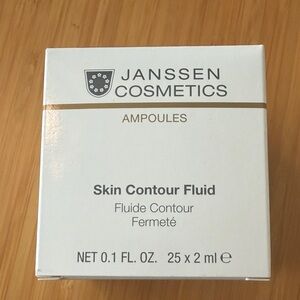 JANSSEN
COSMETICS
AMPOULES
Skin Contour Fluid
Fluide Contour
Fermeté
NET 0.1 FL. OZ. 25 x 2 ml ℮